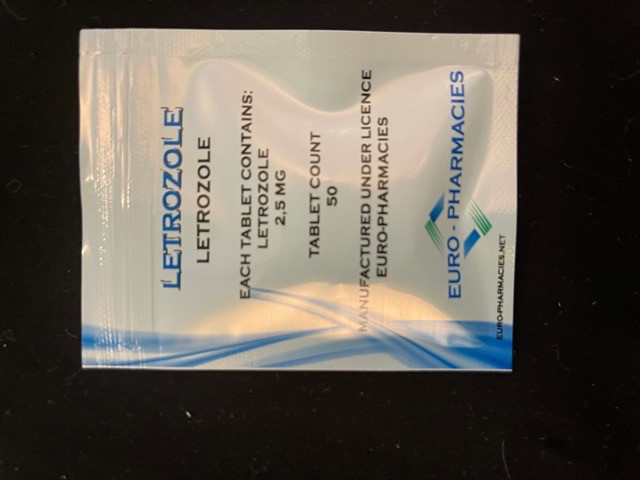 LETROZOLE
LETROZOLE
EACH TABLET CONTAINS:
LETROZOLE
2,5 MG
TABLET COUNT
50
MANUFACTURED UNDER LICENCE
EURO-PHARMACIES
EURO - PHARMACIES
EURO-PHARMACIES.NET